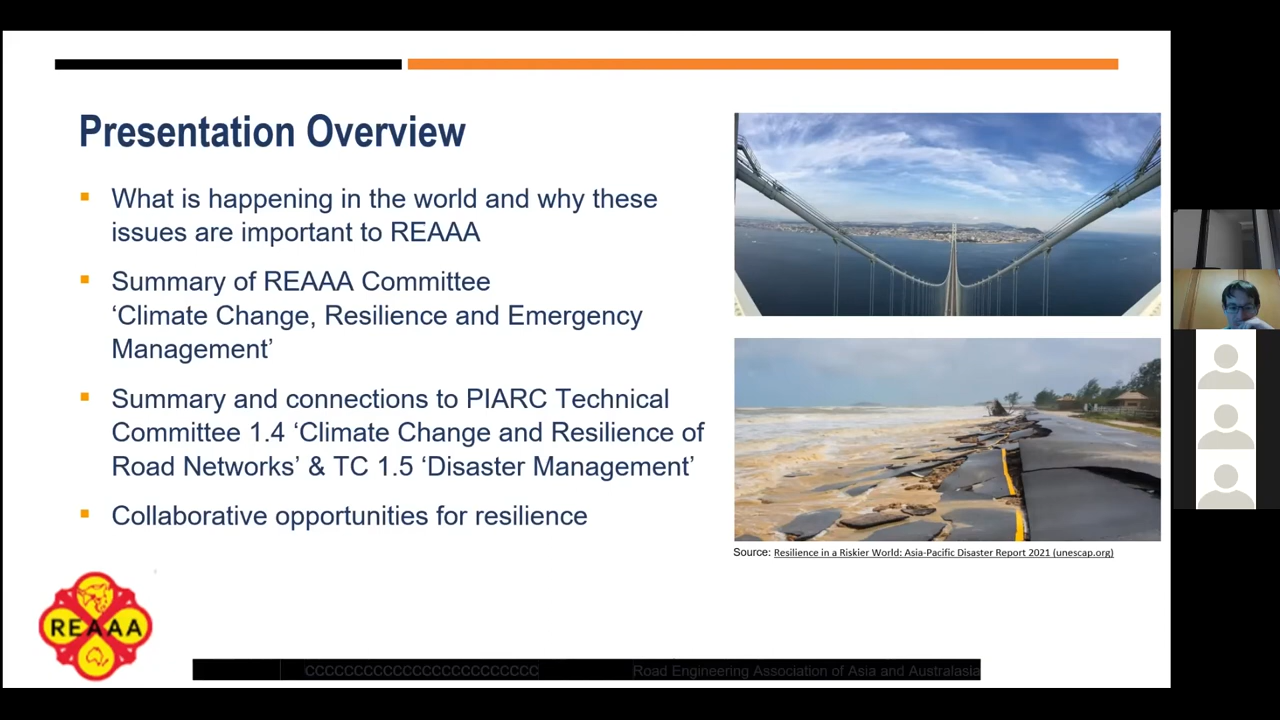 Presentation Overview
What is happening in the world and why these
issues are important to REAAA
Summary of REAAA Committee
‘Climate Change, Resilience and Emergency
Management’
Summary and connections to PIARC Technical
Committee 1.4 ‘Climate Change and Resilience of
Road Networks’ & TC 1.5 ‘Disaster Management’
Collaborative opportunities for resilience
Source: Resilience in a Riskier World: Asia-Pacific Disaster Report 2021 (unescap.org)
REAAA
CCCCCCCCCCCCCCCCCCCCCCCC
Road Engineering Association of Asia and Australasia